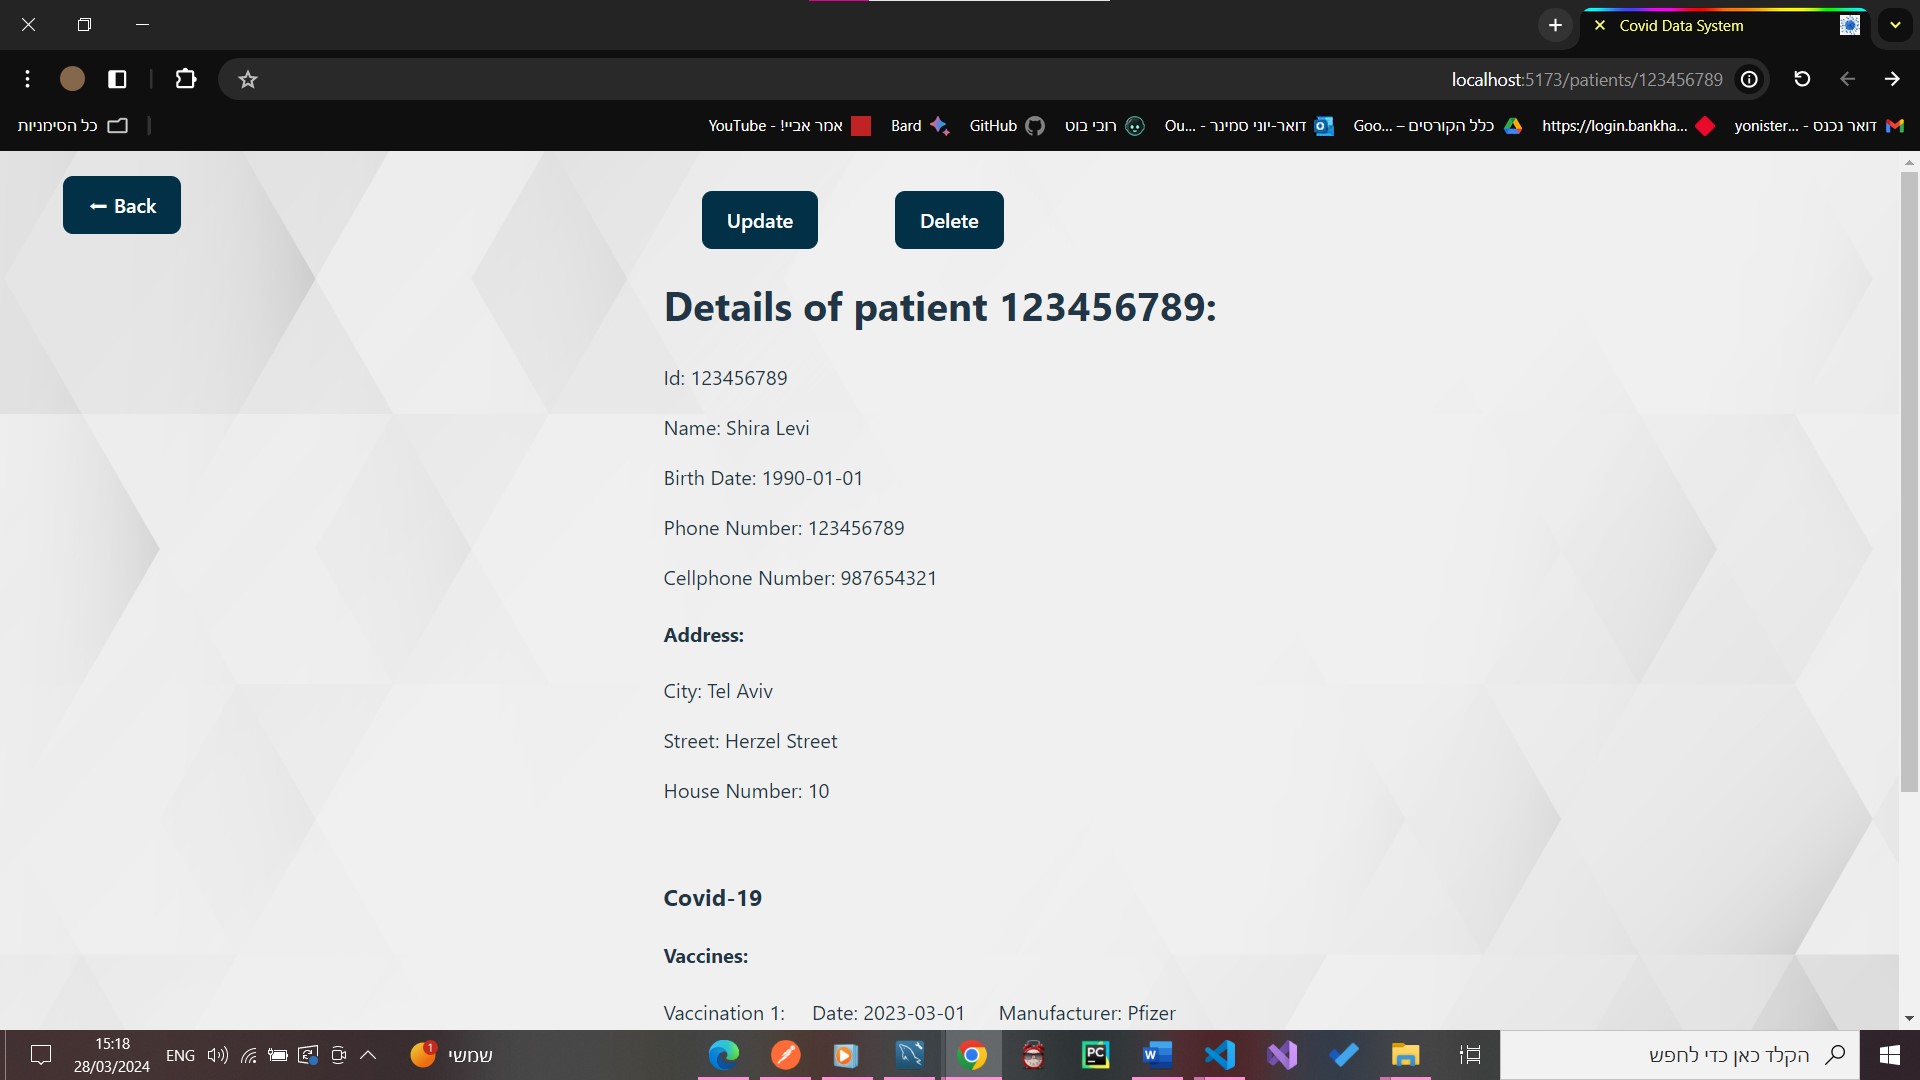 Covid Data System
localhost:5173/patients/123456789
דואר נכנס - yonister...
https://login.bankha...
כלל הקורסים – Goo...
דואר-יוני סמינר - Ou...
רובי בוט
GitHub
Bard
אמר אביי! - YouTube
כל הסימניות
← Back
Update
Delete
Details of patient 123456789:
Id: 123456789
Name: Shira Levi
Birth Date: 1990-01-01
Phone Number: 123456789
Cellphone Number: 987654321
Address:
City: Tel Aviv
Street: Herzel Street
House Number: 10
Covid-19
Vaccines:
Vaccination 1: Date: 2023-03-01 Manufacturer: Pfizer
הקלד כאן כדי לחפש
PC
שמשי
1
ENG
15:18
28/03/2024